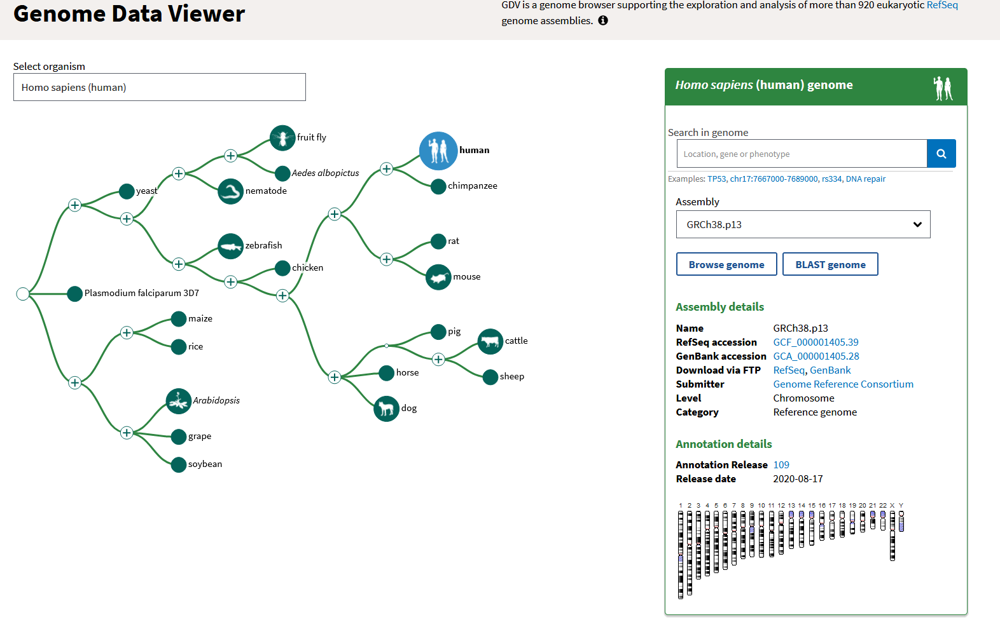 Genome Data Viewer
GDV is a genome browser supporting the exploration and analysis of more than 920 eukaryotic RefSeq
genome assemblies.
Select organism
Homo sapiens (human)
fruit fly
Aedes albopictus
yeast
nematode
zebrafish
chicken
human
chimpanzee
rat
mouse
Plasmodium falciparum 3D7
maize
rice
pig
cattle
horse
sheep
dog
Arabidopsis
grape
soybean
Homo sapiens (human) genome
Search in genome
Location, gene or phenotype
Examples: TP53, chr17:7667000-7689000, rs334, DNA repair
Assembly
GRCh38.p13
Browse genome BLAST genome
Assembly details
Name GRCh38.p13
RefSeq accession GCF_000001405.39
GenBank accession GCA_000001405.28
Download via FTP RefSeq, GenBank
Submitter Genome Reference Consortium
Level Chromosome
Category Reference genome
Annotation details
Annotation Release 109
Release date 2020-08-17
1 2 3 4 5 6 7 8 9 10 11 12 13 14 15 16 17 18 19 20 21 22 X Y